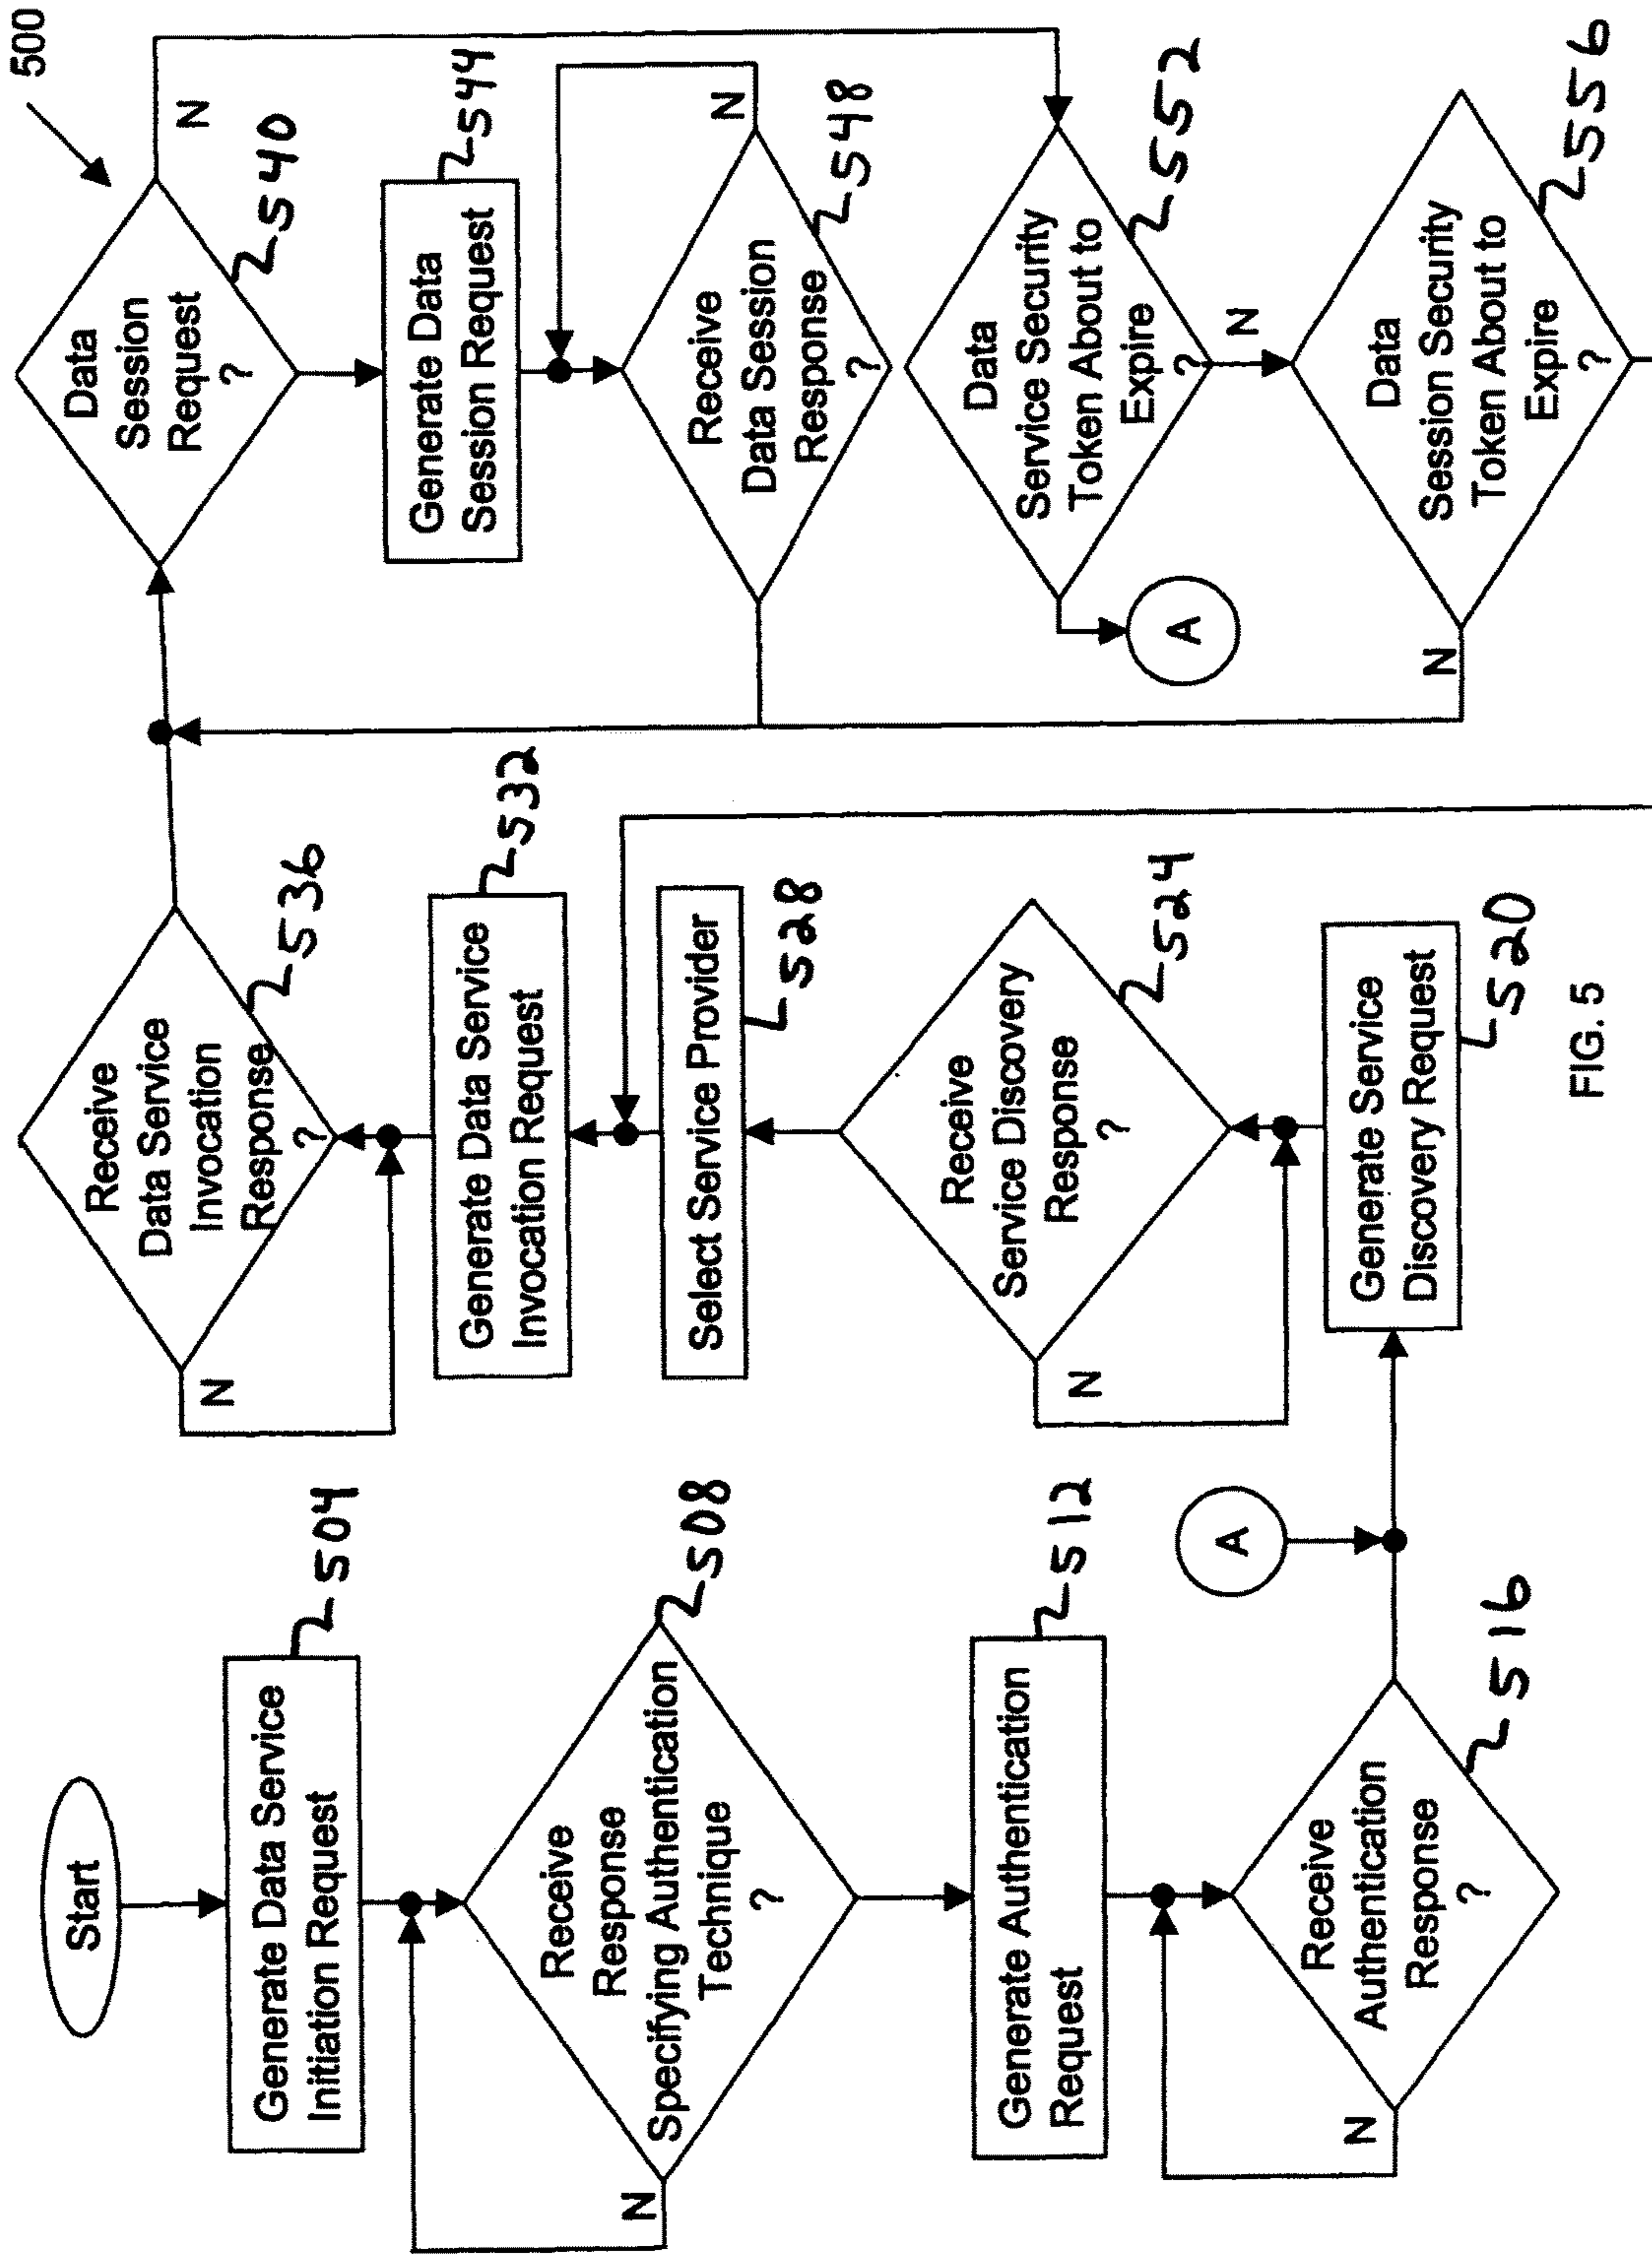 500
Start
Generate Data Service
Initiation Request
504
N
Receive
Response
Specifying Authentication
Technique
?
508
Generate Authentication
Request
512
N
Receive
Authentication
Response
?
516
A
Generate Service
Discovery Request
520
N
Receive
Service Discovery
Response
?
524
Select Service Provider
528
Generate Data Service
Invocation Request
532
N
Receive
Data Service
Invocation
Response
?
536
Data
Session
Request
?
N
540
Generate Data
Session Request
544
Receive
Data Session
Response
?
N
548
Data
Service Security
Token About to
Expire
?
N
552
A
Data
Session Security
Token About to
Expire
?
N
556
FIG. 5